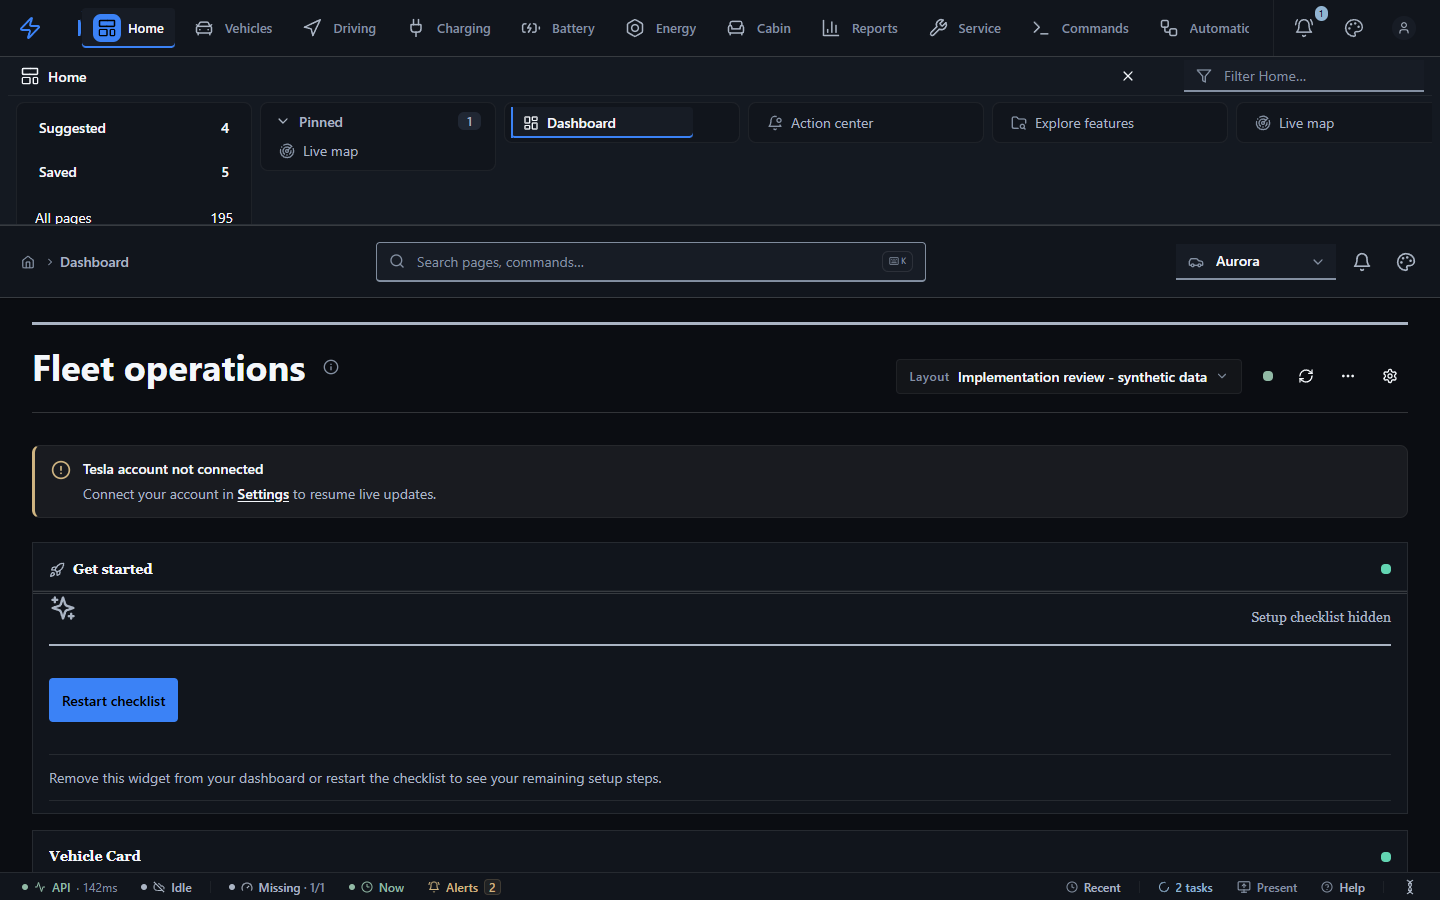 Home Vehicles Driving Charging Battery Energy Cabin Reports Service Commands Automatic 1
Home Filter Home...
Suggested 4
Saved 5
All pages 195
Pinned 1
Live map
Dashboard Action center Explore features Live map
Dashboard Search pages, commands... K Aurora
Fleet operations
Layout Implementation review - synthetic data
Tesla account not connected
Connect your account in Settings to resume live updates.
Get started
Setup checklist hidden
Restart checklist
Remove this widget from your dashboard or restart the checklist to see your remaining setup steps.
Vehicle Card
API · 142ms Idle Missing · 1/1 Now Alerts 2 Recent 2 tasks Present Help